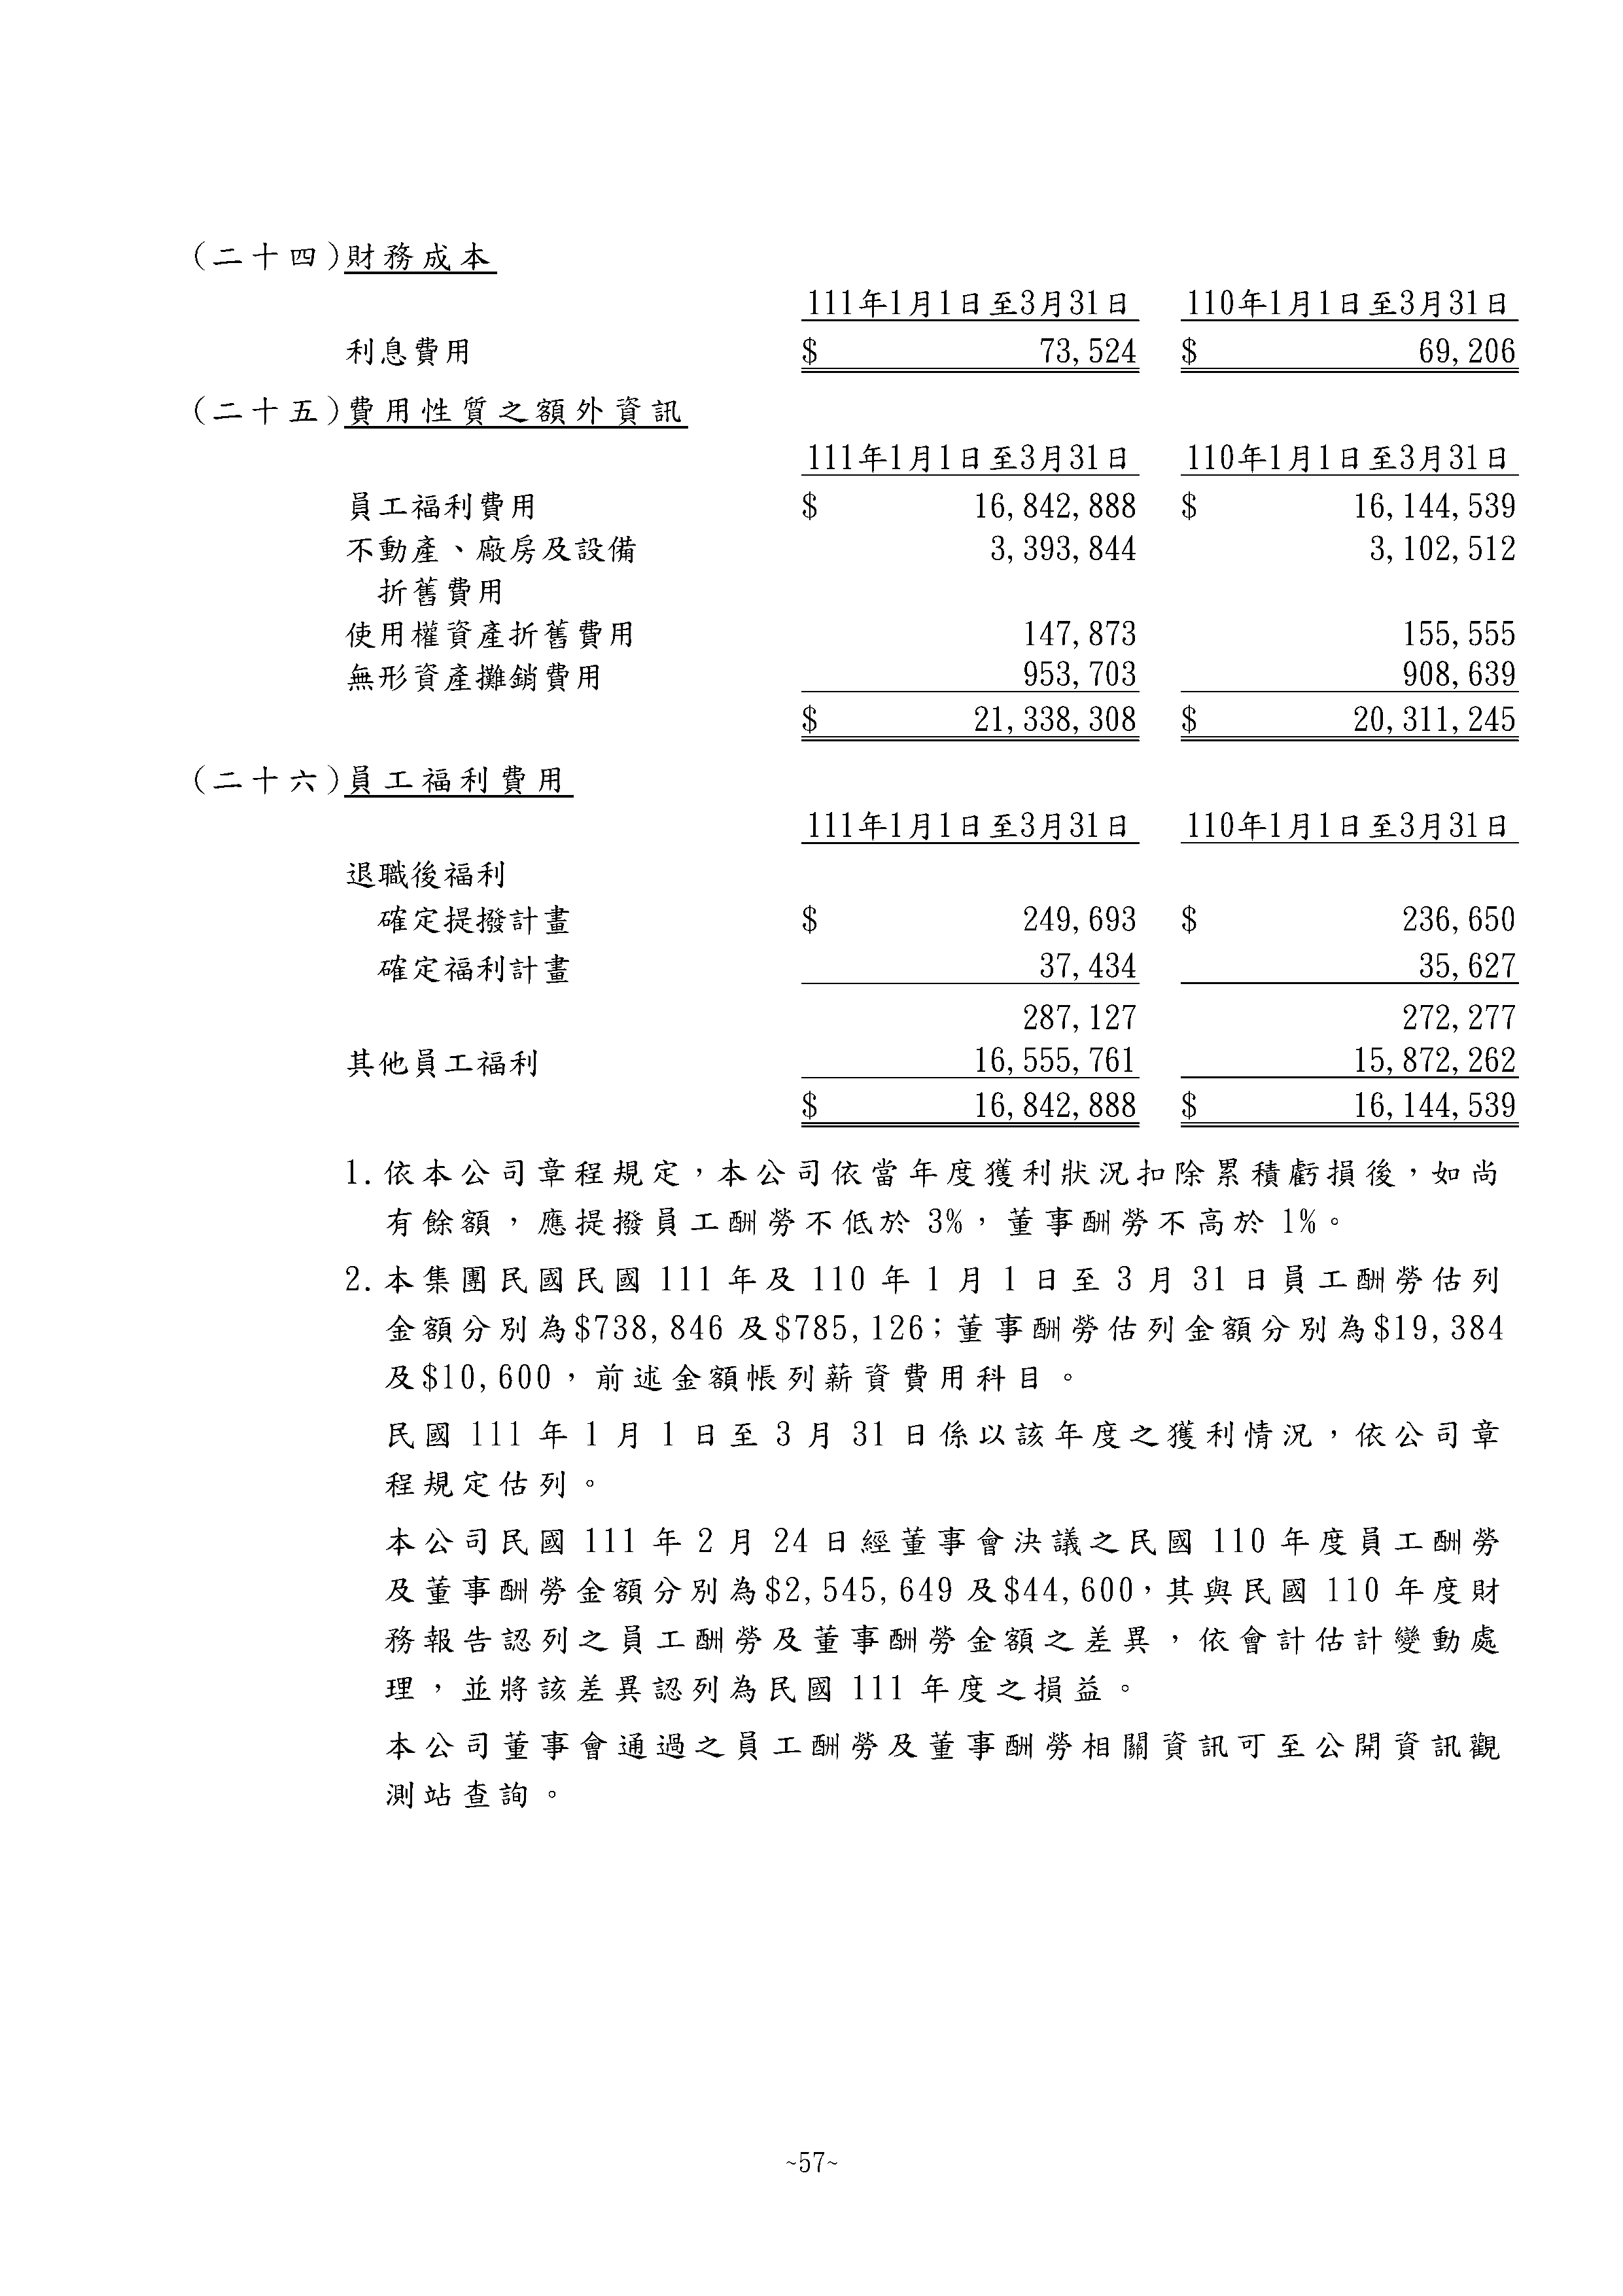 (二十四)財務成本
111年1月1日至3月31日 110年1月1日至3月31日
利息費用 $ 73,524 $ 69,206
(二十五)費用性質之額外資訊
111年1月1日至3月31日 110年1月1日至3月31日
員工福利費用 $ 16,842,888 $ 16,144,539
不動產、廠房及設備 3,393,844 3,102,512
折舊費用
使用權資產折舊費用 147,873 155,555
無形資產攤銷費用 953,703 908,639
$ 21,338,308 $ 20,311,245
(二十六)員工福利費用
111年1月1日至3月31日 110年1月1日至3月31日
退職後福利
確定提撥計畫 $ 249,693 $ 236,650
確定福利計畫 37,434 35,627
287,127 272,277
其他員工福利 16,555,761 15,872,262
$ 16,842,888 $ 16,144,539
1.依本公司章程規定，本公司依當年度獲利狀況扣除累積虧損後，如尚
有餘額，應提撥員工酬勞不低於 3%，董事酬勞不高於 1%。
2.本集團民國民國 111 年及 110 年 1 月 1 日至 3 月 31 日員工酬勞估列
金額分別為$738,846 及$785,126；董事酬勞估列金額分別為$19,384
及$10,600，前述金額帳列薪資費用科目。
民國 111 年 1 月 1 日至 3 月 31 日係以該年度之獲利情況，依公司章
程規定估列。
本公司民國 111 年 2 月 24 日經董事會決議之民國 110 年度員工酬勞
及董事酬勞金額分別為$2,545,649 及$44,600，其與民國 110 年度財
務報告認列之員工酬勞及董事酬勞金額之差異，依會計估計變動處
理，並將該差異認列為民國 111 年度之損益。
本公司董事會通過之員工酬勞及董事酬勞相關資訊可至公開資訊觀
測站查詢。
~57~